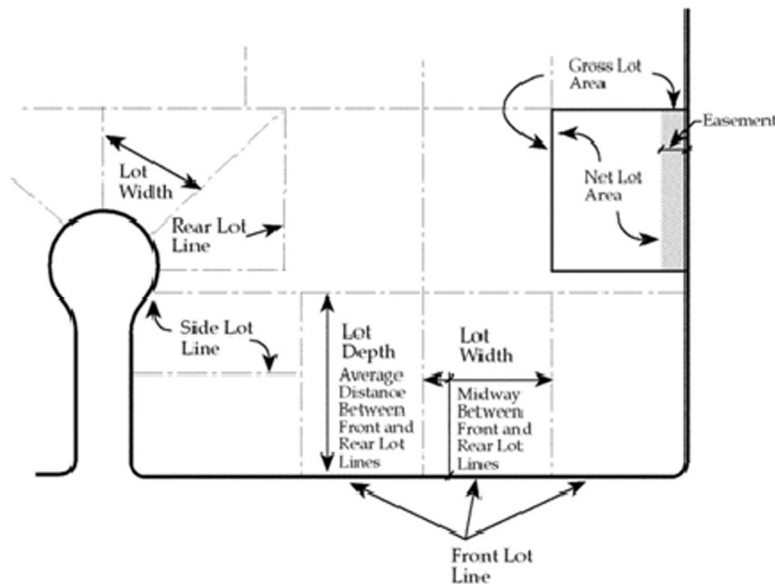 Gross Lot
Area
Easement
Lot
Width
Net Lot
Area
Rear Lot
Line
Side Lot
Line
Lot
Depth
Average
Distance
Between
Front and
Rear Lot
Lines
Lot
Width
Midway
Between
Front and
Rear Lot
Lines
Front Lot
Line